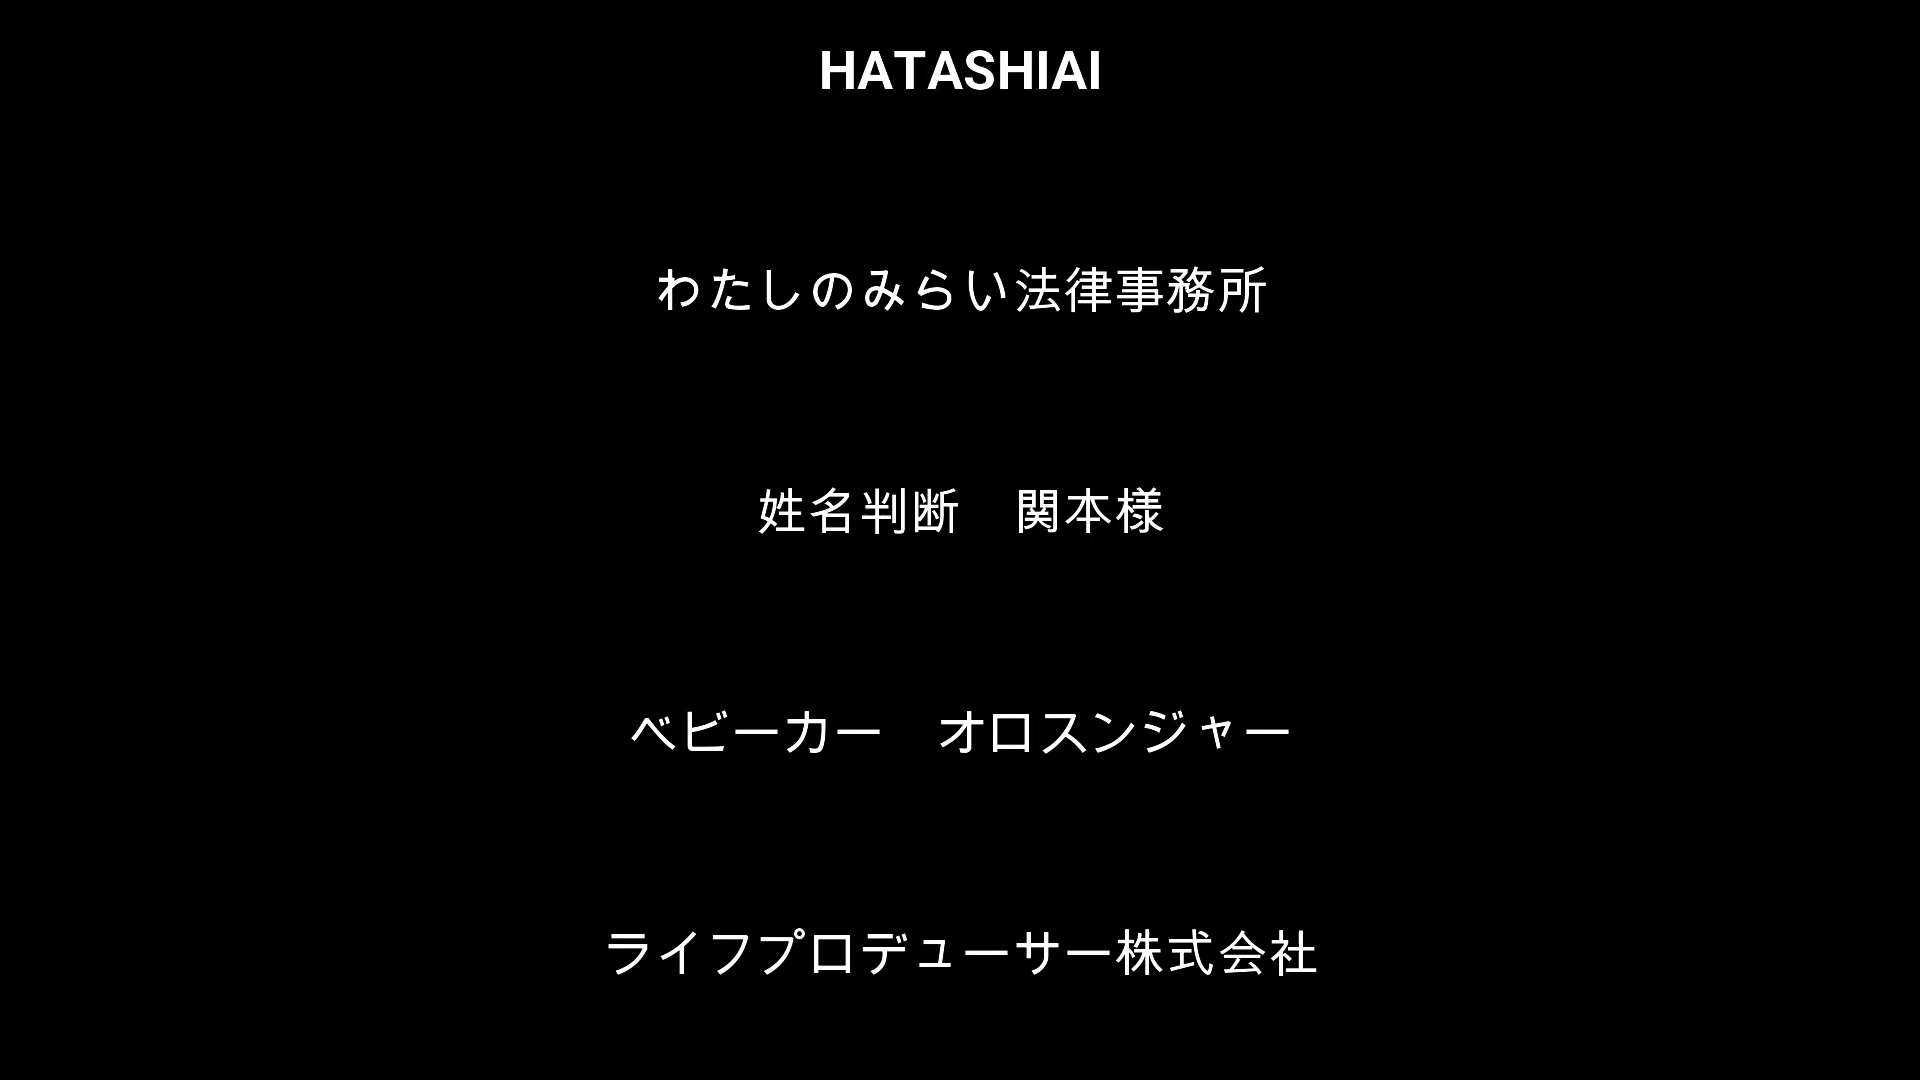 HATASHIAI
わたしのみらい法律事務所
姓名判断　関本様
ベビーカー　オロスンジャー
ライフプロデューサー株式会社